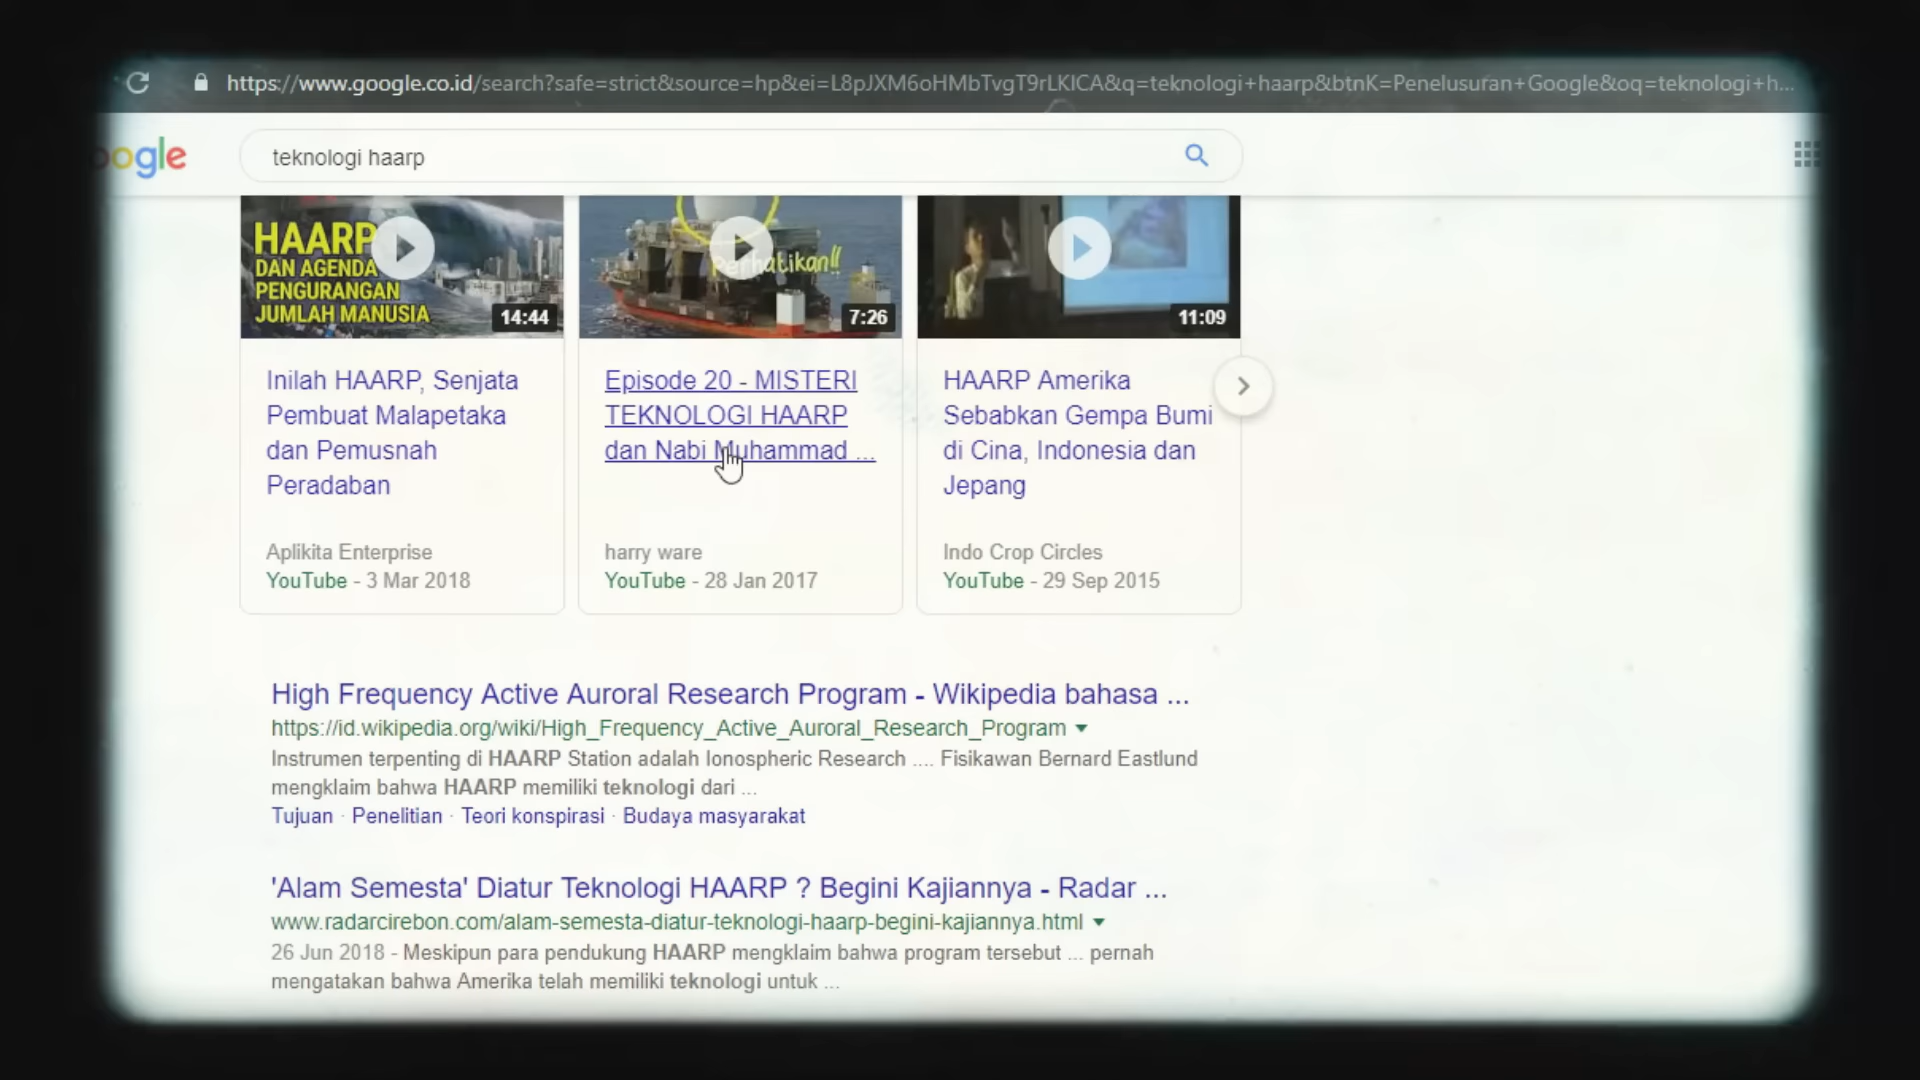 https://www.google.co.id/search?safe=strict&source=hp&ei=L8pJXM6oHMbTvgT9rLKICA&q=teknologi+haarp&btnK=Penelusuran+Google&oq=teknologi+h...
oogle
teknologi haarp
HAARP
DAN AGENDA
PENGURANGAN
JUMLAH MANUSIA
14:44
Perhatikan!!
7:26
11:09
Inilah HAARP, Senjata
Pembuat Malapetaka
dan Pemusnah
Peradaban
Aplikita Enterprise
YouTube - 3 Mar 2018
Episode 20 - MISTERI
TEKNOLOGI HAARP
dan Nabi Muhammad ...
harry ware
YouTube - 28 Jan 2017
HAARP Amerika
Sebabkan Gempa Bumi
di Cina, Indonesia dan
Jepang
Indo Crop Circles
YouTube - 29 Sep 2015
High Frequency Active Auroral Research Program - Wikipedia bahasa ...
https://id.wikipedia.org/wiki/High_Frequency_Active_Auroral_Research_Program
Instrumen terpenting di HAARP Station adalah Ionospheric Research .... Fisikawan Bernard Eastlund
mengklaim bahwa HAARP memiliki teknologi dari ...
Tujuan · Penelitian · Teori konspirasi · Budaya masyarakat
'Alam Semesta' Diatur Teknologi HAARP ? Begini Kajiannya - Radar ...
www.radarcirebon.com/alam-semesta-diatur-teknologi-haarp-begini-kajiannya.html
26 Jun 2018 - Meskipun para pendukung HAARP mengklaim bahwa program tersebut ... pernah
mengatakan bahwa Amerika telah memiliki teknologi untuk ...